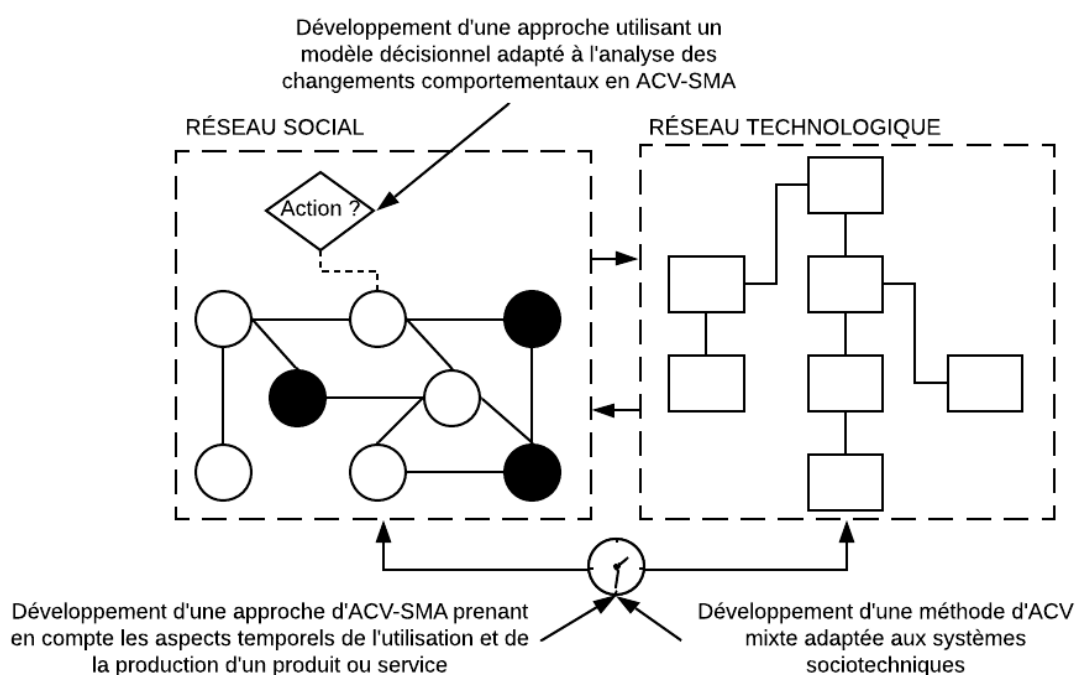 Développement d'une approche utilisant un
modèle décisionnel adapté à l'analyse des
changements comportementaux en ACV-SMA
RÉSEAU SOCIAL
RÉSEAU TECHNOLOGIQUE
Action ?
Développement d'une approche d'ACV-SMA prenant
en compte les aspects temporels de l'utilisation et de
la production d'un produit ou service
Développement d'une méthode d'ACV
mixte adaptée aux systèmes
sociotechniques